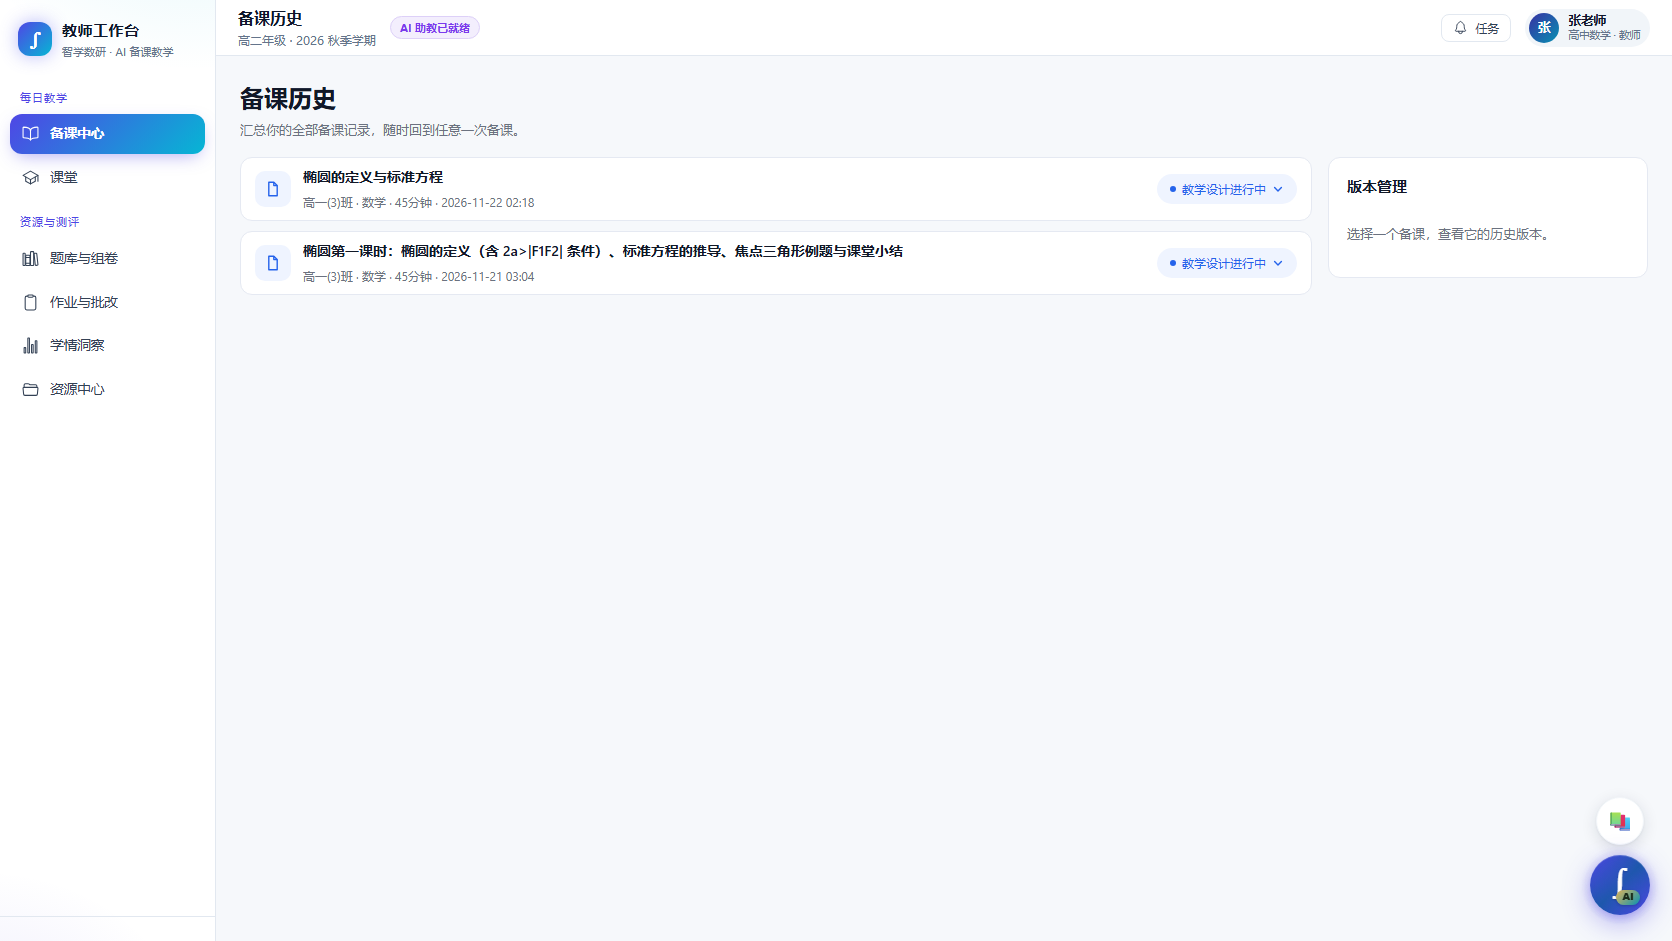 教师工作台
智学数研 · AI 备课教学
每日教学
备课中心
课堂
资源与测评
题库与组卷
作业与批改
学情洞察
资源中心
备课历史
高二年级 · 2026 秋季学期
AI 助教已就绪
任务
张
张老师
高中数学 · 教师
备课历史
汇总你的全部备课记录，随时回到任意一次备课。
椭圆的定义与标准方程
高一(3)班 · 数学 · 45分钟 · 2026-11-22 02:18
教学设计进行中
椭圆第一课时：椭圆的定义（含 2a>|F1F2| 条件）、标准方程的推导、焦点三角形例题与课堂小结
高一(3)班 · 数学 · 45分钟 · 2026-11-21 03:04
教学设计进行中
版本管理
选择一个备课，查看它的历史版本。
∫
AI